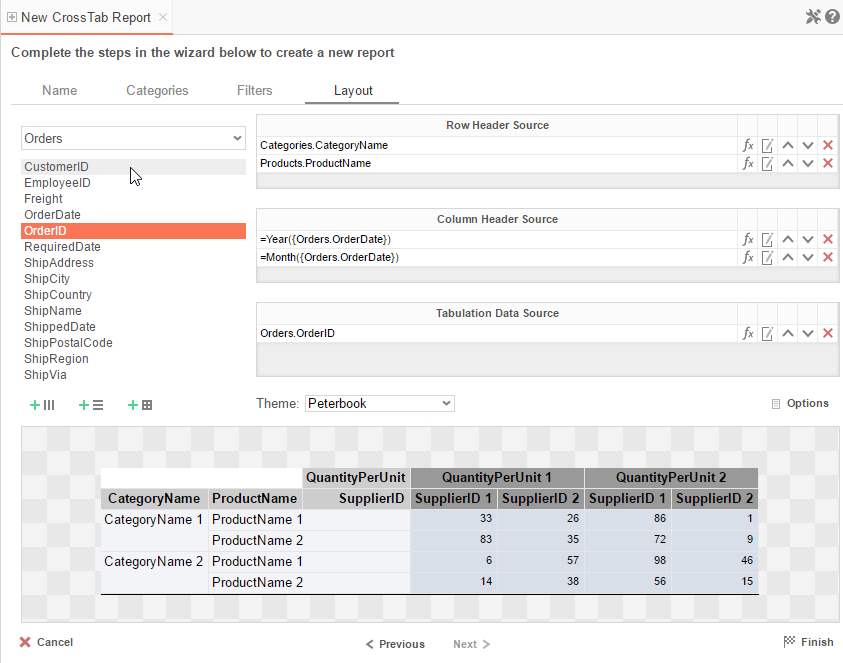 New CrossTab Report
Complete the steps in the wizard below to create a new report
Name Categories Filters Layout
Orders
CustomerID
EmployeeID
Freight
OrderDate
OrderID
RequiredDate
ShipAddress
ShipCity
ShipCountry
ShipName
ShippedDate
ShipPostalCode
ShipRegion
ShipVia
Row Header Source
Categories.CategoryName
Products.ProductName
Column Header Source
=Year({Orders.OrderDate})
=Month({Orders.OrderDate})
Tabulation Data Source
Orders.OrderID
Theme: Peterbook
Options
QuantityPerUnit QuantityPerUnit 1 QuantityPerUnit 2
CategoryName ProductName SupplierID SupplierID 1 SupplierID 2 SupplierID 1 SupplierID 2
CategoryName 1 ProductName 1 33 26 86 1
ProductName 2 83 35 72 9
CategoryName 2 ProductName 1 6 57 98 46
ProductName 2 14 38 56 15
Cancel < Previous Next > Finish